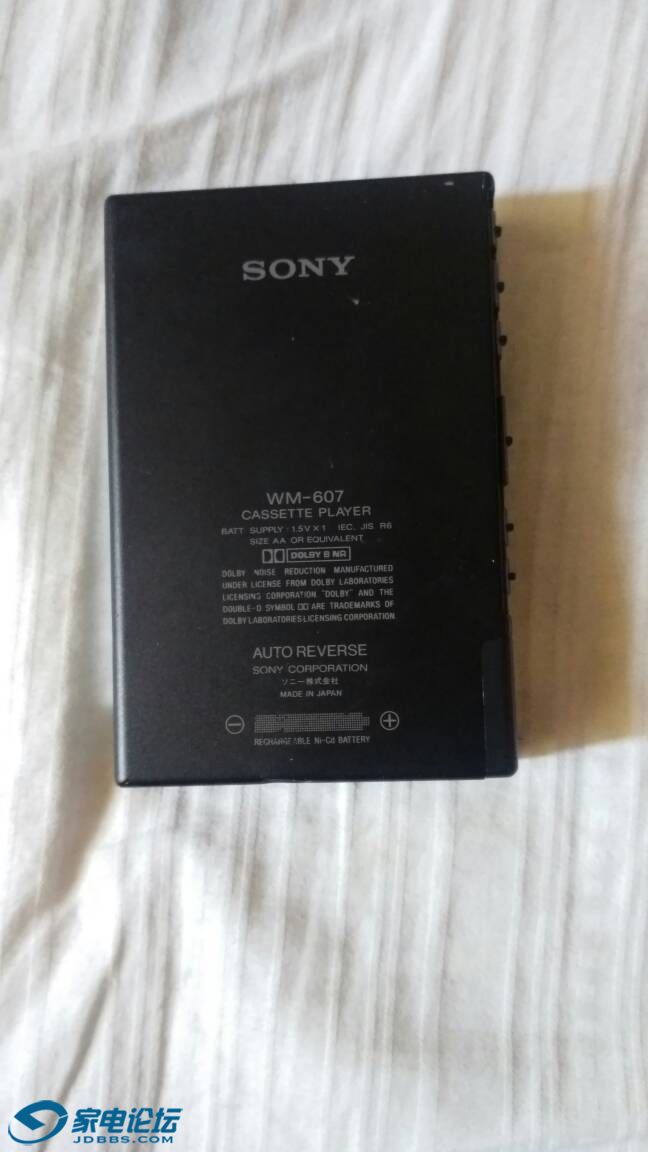 SONY
WM-607
CASSETTE PLAYER
BATT SUPPLY : 1.5V X 1 IEC, JIS R6
SIZE AA OR EQUIVALENT
DOLBY B NR
DOLBY NOISE REDUCTION MANUFACTURED
UNDER LICENSE FROM DOLBY LABORATORIES
LICENSING CORPORATION. "DOLBY" AND THE
DOUBLE-D SYMBOL ARE TRADEMARKS OF
DOLBY LABORATORIES LICENSING CORPORATION
AUTO REVERSE
SONY CORPORATION
ソニー株式会社
MADE IN JAPAN
RECHARGEABLE Ni-Cd BATTERY
家电论坛
JDBBS.COM